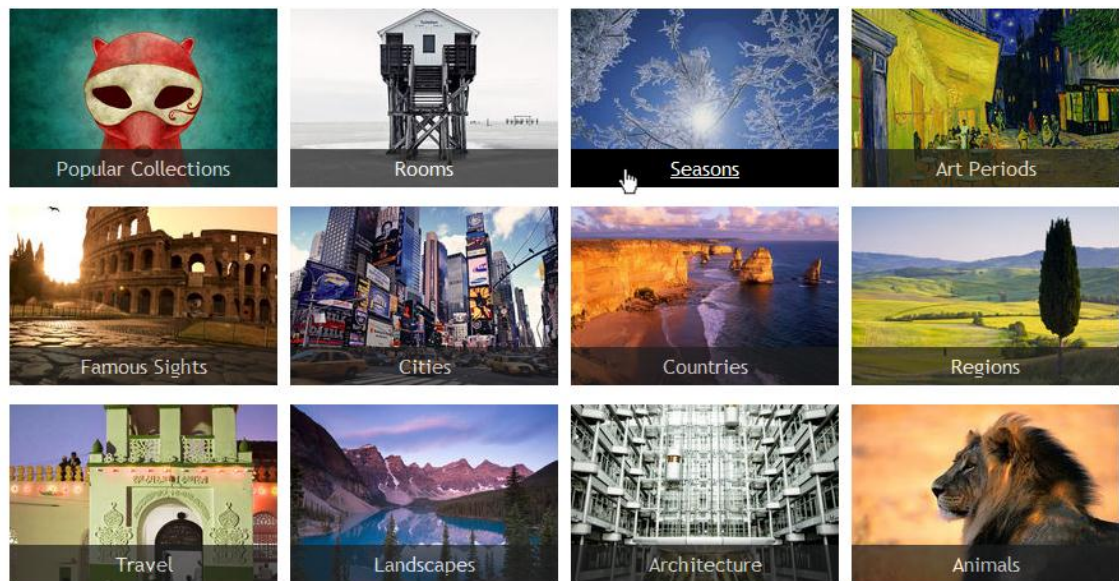 Popular Collections
Rooms
Seasons
Art Periods
Famous Sights
Cities
Countries
Regions
Travel
Landscapes
Architecture
Animals